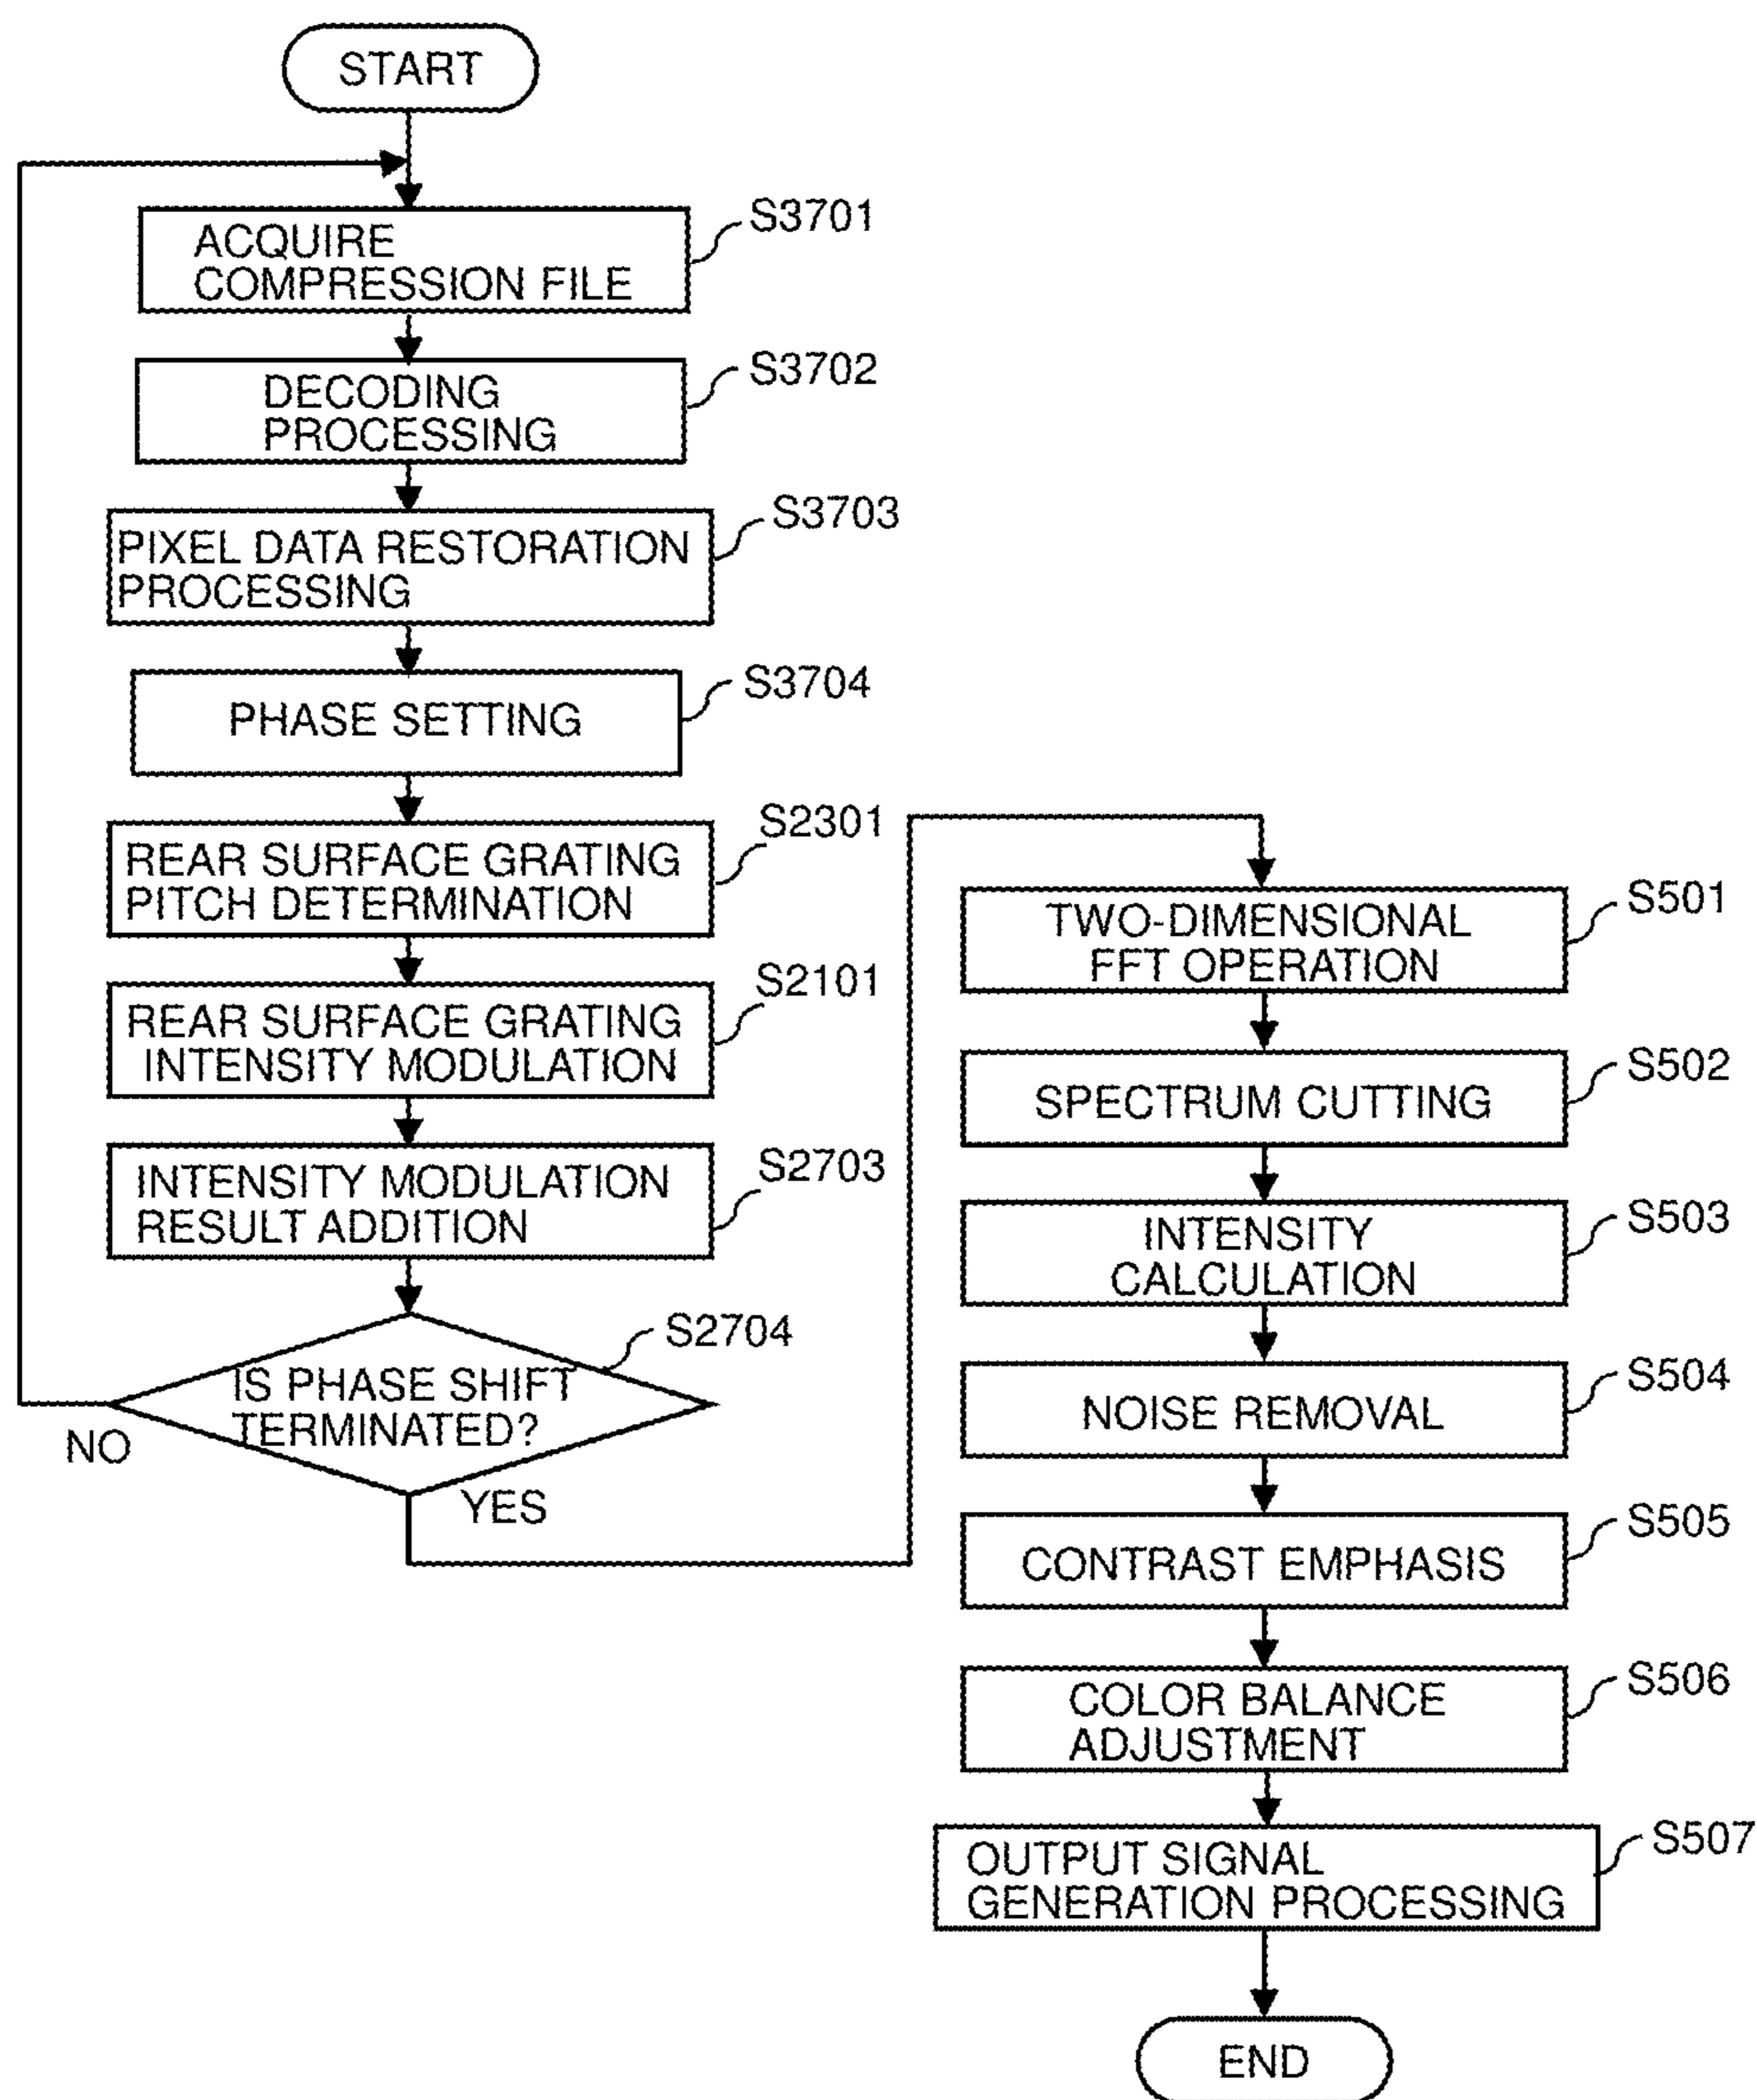 START
ACQUIRE
COMPRESSION FILE
S3701
DECODING
PROCESSING
S3702
PIXEL DATA RESTORATION
PROCESSING
S3703
PHASE SETTING
S3704
REAR SURFACE GRATING
PITCH DETERMINATION
S2301
REAR SURFACE GRATING
INTENSITY MODULATION
S2101
INTENSITY MODULATION
RESULT ADDITION
S2703
IS PHASE SHIFT
TERMINATED?
S2704
NO
YES
TWO-DIMENSIONAL
FFT OPERATION
S501
SPECTRUM CUTTING
S502
INTENSITY
CALCULATION
S503
NOISE REMOVAL
S504
CONTRAST EMPHASIS
S505
COLOR BALANCE
ADJUSTMENT
S506
OUTPUT SIGNAL
GENERATION PROCESSING
S507
END